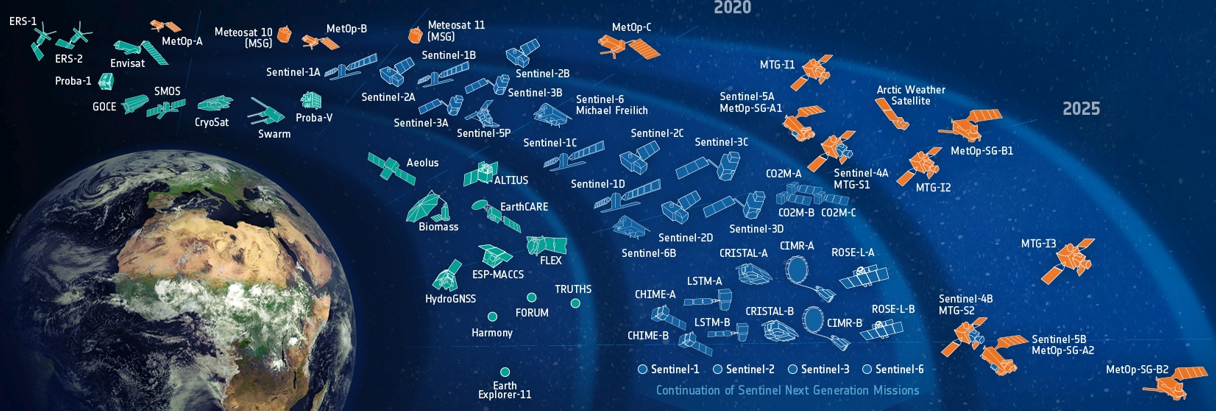 2020
ERS-1
ERS-2
MetOp-A
Envisat
Proba-1
GOCE
SMOS
CryoSat
Swarm
Proba-V
Meteosat 10
(MSG)
MetOp-B
Meteosat 11
(MSG)
MetOp-C
Sentinel-1A
Sentinel-2A
Sentinel-1B
Sentinel-2B
Sentinel-3A
Sentinel-3B
Sentinel-5P
Sentinel-6
Michael Freilich
MTG-I1
Sentinel-5A
MetOp-SG-A1
Arctic Weather
Satellite
2025
MetOp-SG-B1
Sentinel-4A
MTG-S1
MTG-I2
Sentinel-1C
Sentinel-2C
Sentinel-3C
CO2M-A
CO2M-B
CO2M-C
Sentinel-1D
Sentinel-2D
Sentinel-3D
Sentinel-6B
Aeolus
ALTIUS
Biomass
EarthCARE
ESP-MACCS
FLEX
HydroGNSS
FORUM
TRUTHS
Harmony
Earth
Explorer-11
CRISTAL-A
CIMR-A
ROSE-L-A
CHIME-A
LSTM-A
CHIME-B
LSTM-B
CRISTAL-B
CIMR-B
ROSE-L-B
MTG-I3
Sentinel-4B
MTG-S2
Sentinel-5B
MetOp-SG-A2
MetOp-SG-B2
Sentinel-1
Sentinel-2
Sentinel-3
Sentinel-6
Continuation of Sentinel Next Generation Missions